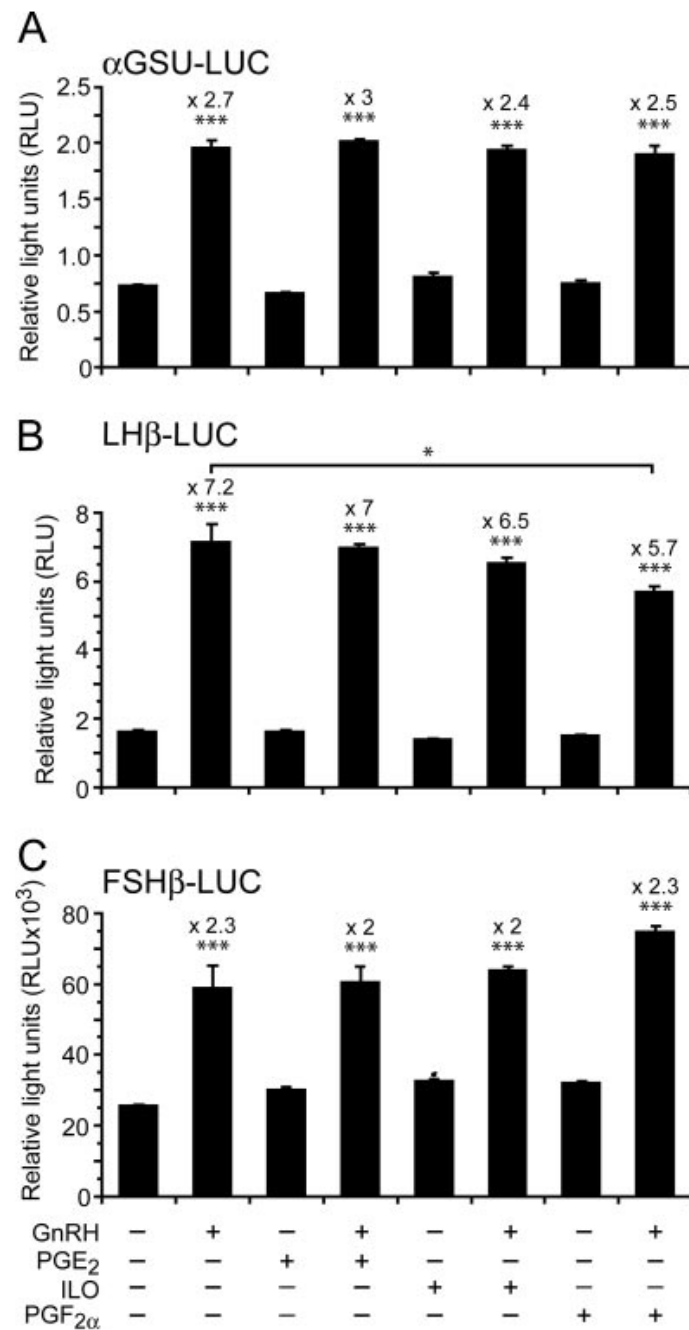 A
αGSU-LUC
Relative light units (RLU)
2.5
2.0
1.5
1.0
0.5
0
x 2.7
***
x 3
***
x 2.4
***
x 2.5
***
B
LHβ-LUC
*
Relative light units (RLU)
8
6
4
2
0
x 7.2
***
x 7
***
x 6.5
***
x 5.7
***
C
FSHβ-LUC
Relative light units (RLUx10³)
80
60
40
20
0
x 2.3
***
x 2
***
x 2
***
x 2.3
***
GnRH − + − + − + − +
PGE₂ − − + + − − − −
ILO − − − − + + − −
PGF₂α − − − − − − + +